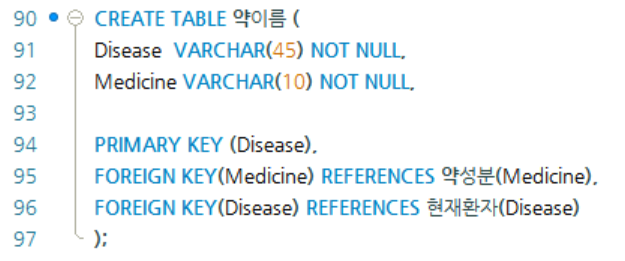 90 CREATE TABLE 약이름 (
91 Disease  VARCHAR(45) NOT NULL,
92 Medicine VARCHAR(10) NOT NULL,
93
94 PRIMARY KEY (Disease),
95 FOREIGN KEY(Medicine) REFERENCES 약성분(Medicine),
96 FOREIGN KEY(Disease) REFERENCES 현재환자(Disease)
97 );